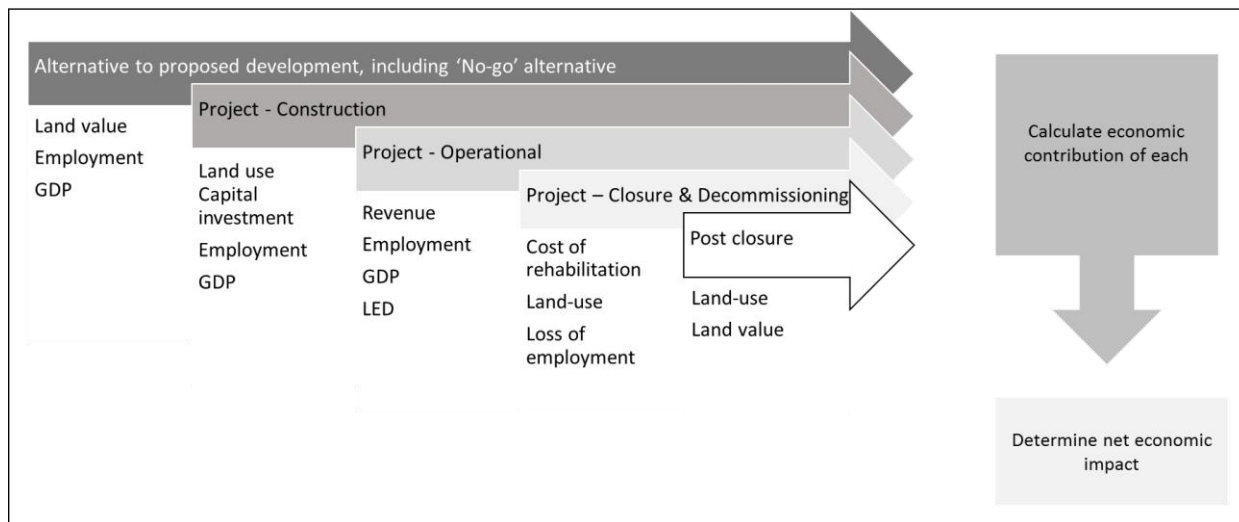 Alternative to proposed development, including ‘No-go’ alternative
Land value
Employment
GDP
Project - Construction
Land use
Capital
investment
Employment
GDP
Project - Operational
Revenue
Employment
GDP
LED
Project – Closure & Decommissioning
Cost of
rehabilitation
Land-use
Loss of
employment
Post closure
Land-use
Land value
Calculate economic
contribution of each
Determine net economic
impact